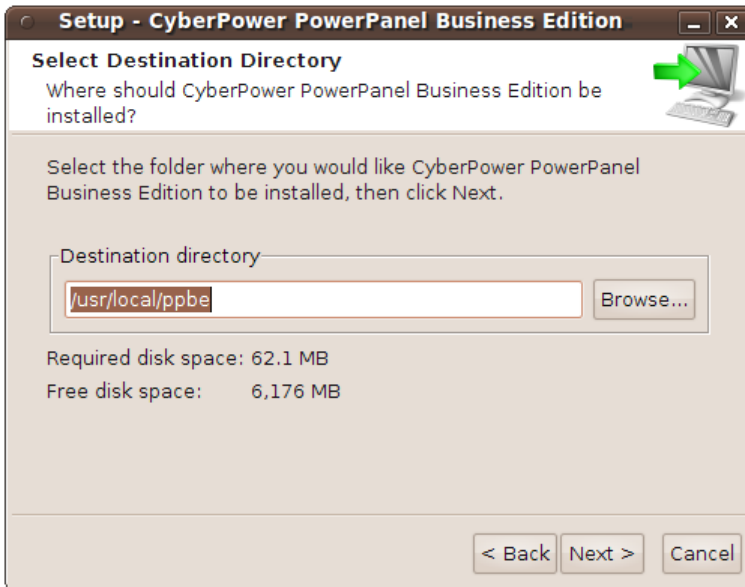 Setup - CyberPower PowerPanel Business Edition
Select Destination Directory
Where should CyberPower PowerPanel Business Edition be
installed?
Select the folder where you would like CyberPower PowerPanel
Business Edition to be installed, then click Next.
Destination directory
/usr/local/ppbe
Browse...
Required disk space: 62.1 MB
Free disk space: 6,176 MB
< Back Next > Cancel